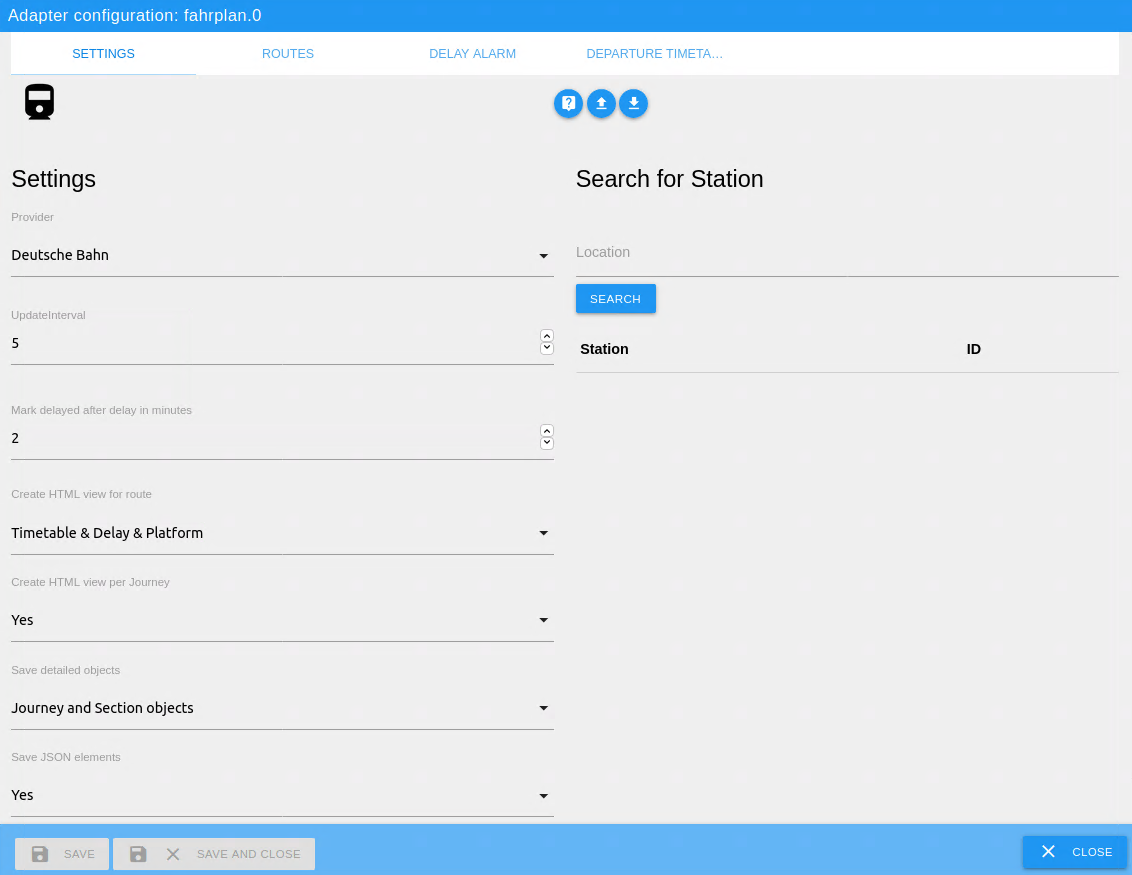 Adapter configuration: fahrplan.0
SETTINGS
ROUTES
DELAY ALARM
DEPARTURE TIMETA...
Settings
Provider
Deutsche Bahn
UpdateInterval
5
Mark delayed after delay in minutes
2
Create HTML view for route
Timetable & Delay & Platform
Create HTML view per Journey
Yes
Save detailed objects
Journey and Section objects
Save JSON elements
Yes
Search for Station
Location
SEARCH
Station ID
SAVE
SAVE AND CLOSE
CLOSE